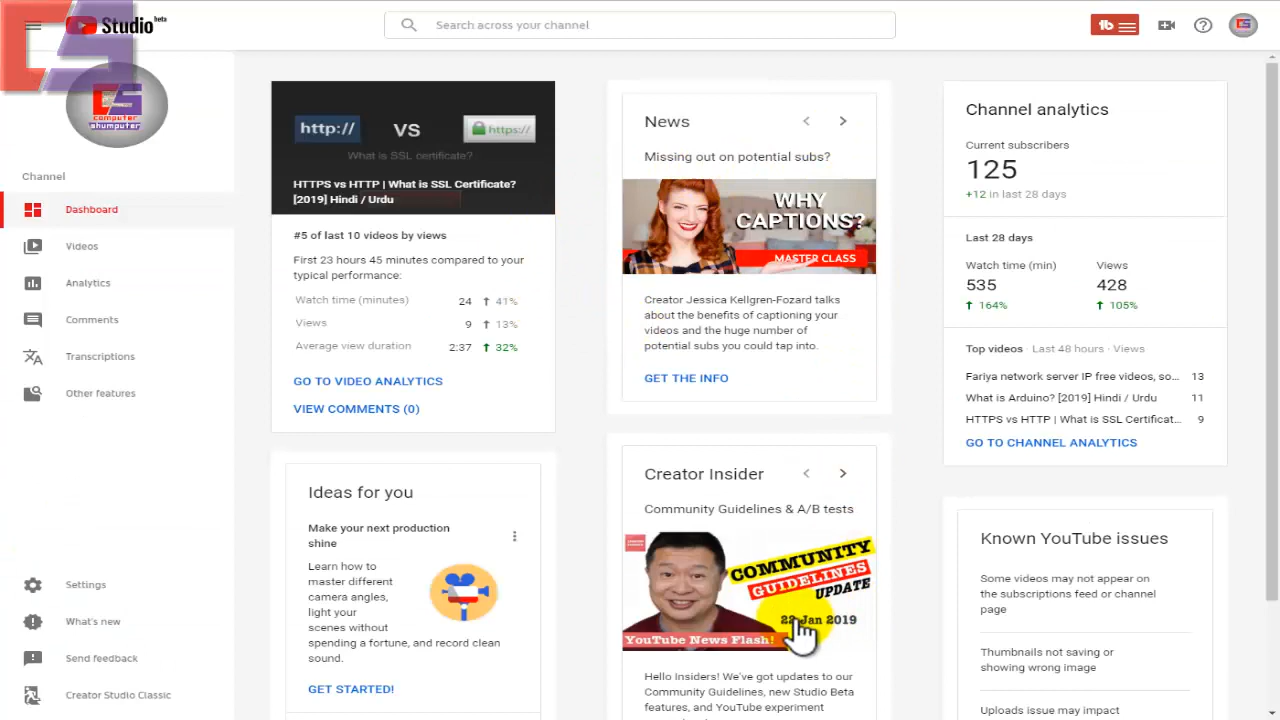 Studio beta
Search across your channel
computer
ahumputer
Channel
Dashboard
Videos
Analytics
Comments
Transcriptions
Other features
Settings
What's new
Send feedback
Creator Studio Classic
http:// VS https://
What is SSL certificate?
HTTPS vs HTTP | What is SSL Certificate?
[2019] Hindi / Urdu
#5 of last 10 videos by views
First 23 hours 45 minutes compared to your
typical performance:
Watch time (minutes) 24 41%
Views 9 13%
Average view duration 2:37 32%
GO TO VIDEO ANALYTICS
VIEW COMMENTS (0)
Ideas for you
Make your next production
shine
Learn how to
master different
camera angles,
light your
scenes without
spending a fortune, and record clean
sound.
GET STARTED!
News
Missing out on potential subs?
WHY
CAPTIONS?
MASTER CLASS
Creator Jessica Kellgren-Fozard talks
about the benefits of captioning your
videos and the huge number of
potential subs you could tap into.
GET THE INFO
Creator Insider
Community Guidelines & A/B tests
COMMUNITY
GUIDELINES
UPDATE
22 Jan 2019
YouTube News Flash!
Hello Insiders! We've got updates to our
Community Guidelines, new Studio Beta
features, and YouTube experiment
Channel analytics
Current subscribers
125
+12 in last 28 days
Last 28 days
Watch time (min) Views
535 428
164% 105%
Top videos · Last 48 hours · Views
Fariya network server IP free videos, so... 13
What is Arduino? [2019] Hindi / Urdu 11
HTTPS vs HTTP | What is SSL Certificat... 9
GO TO CHANNEL ANALYTICS
Known YouTube issues
Some videos may not appear on
the subscriptions feed or channel
page
Thumbnails not saving or
showing wrong image
Uploads issue may impact